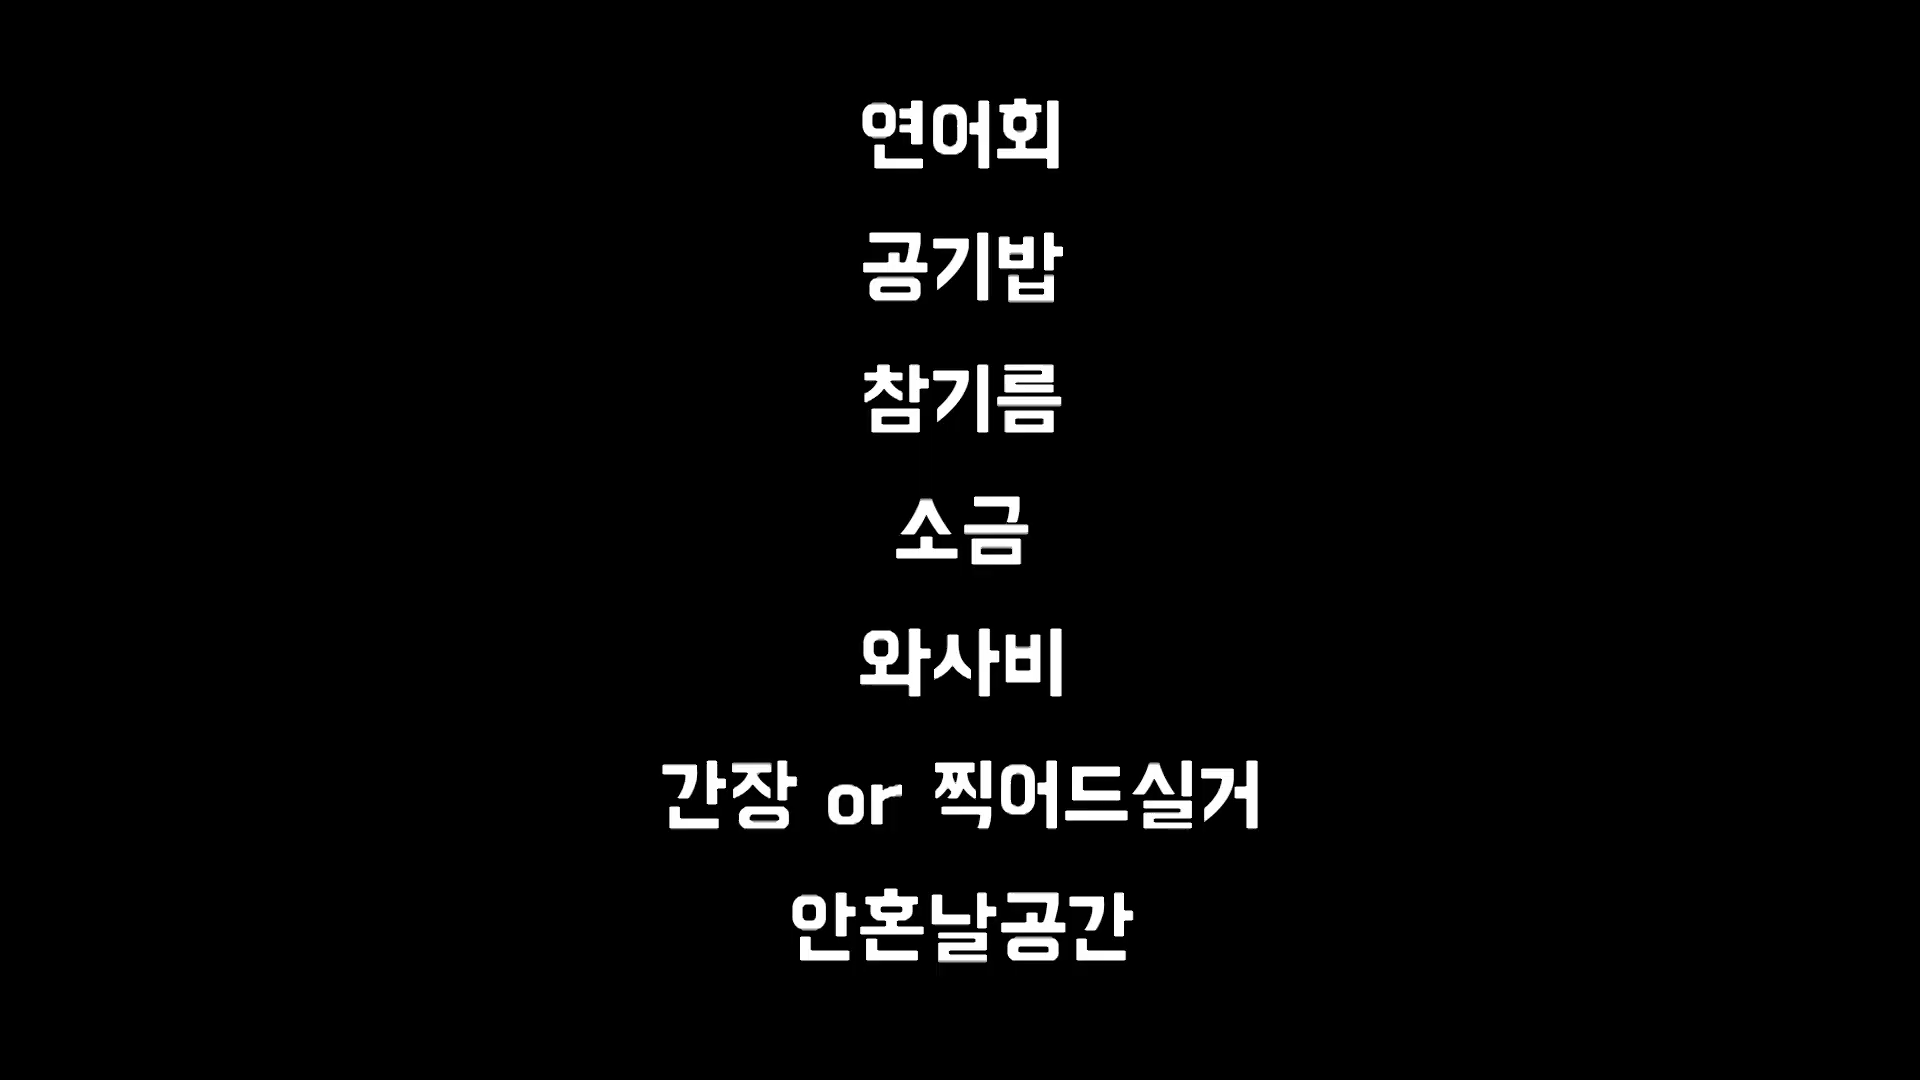 연어회
공기밥
참기름
소금
와사비
간장 or 찍어드실거
안혼날공간